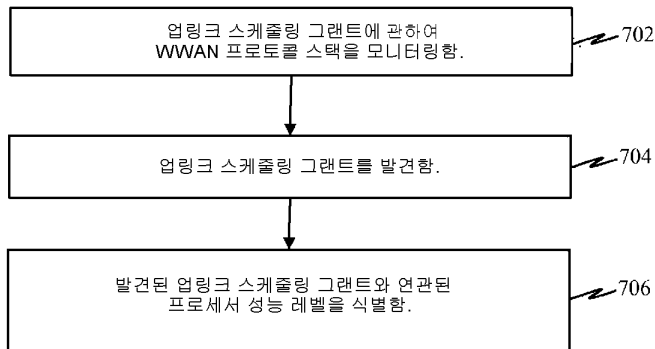 업링크 스케줄링 그랜트에 관하여
WWAN 프로토콜 스택을 모니터링함.
702
업링크 스케줄링 그랜트를 발견함.
704
발견된 업링크 스케줄링 그랜트와 연관된
프로세서 성능 레벨을 식별함.
706